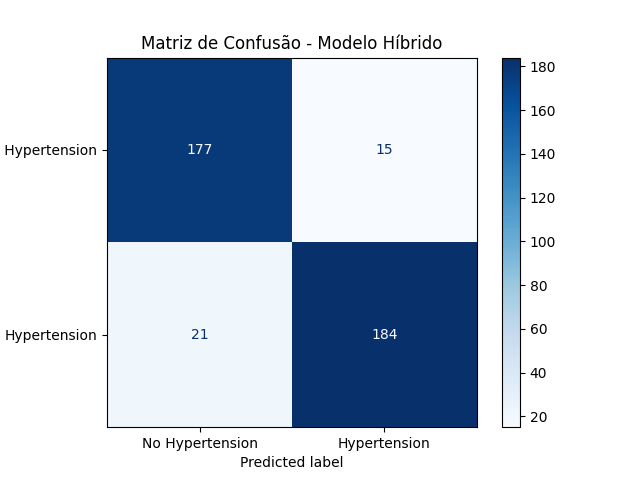 Matriz de Confusão - Modelo Híbrido
Hypertension
177
15
Hypertension
21
184
No Hypertension
Hypertension
Predicted label
180
160
140
120
100
80
60
40
20